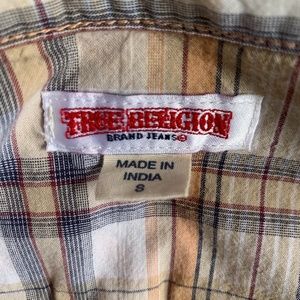 TRUE RELIGION
BRAND JEANS®
MADE IN
INDIA
S